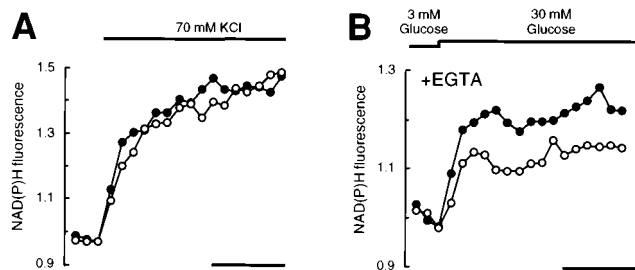 A
70 mM KCl
NAD(P)H fluorescence
1.5
1.3
1.1
0.9
B
3 mM
Glucose
30 mM
Glucose
+EGTA
NAD(P)H fluorescence
1.3
1.1
0.9